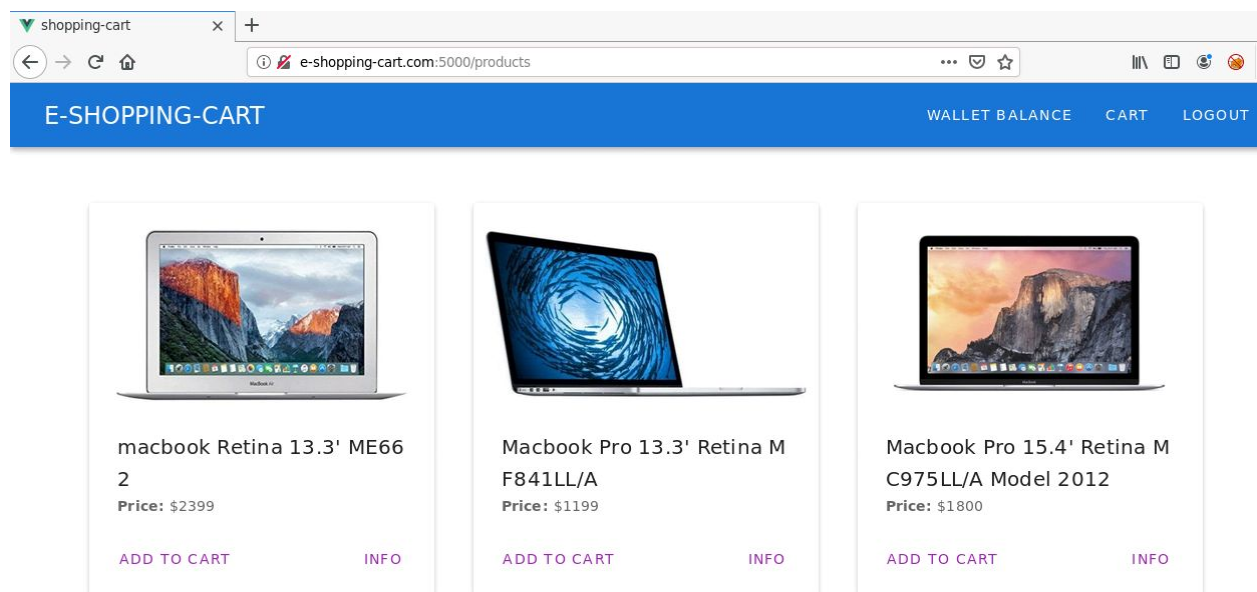 shopping-cart
e-shopping-cart.com:5000/products
E-SHOPPING-CART
WALLET BALANCE CART LOGOUT
macbook Retina 13.3' ME66
2
Price: $2399
ADD TO CART INFO
Macbook Pro 13.3' Retina M
F841LL/A
Price: $1199
ADD TO CART INFO
Macbook Pro 15.4' Retina M
C975LL/A Model 2012
Price: $1800
ADD TO CART INFO